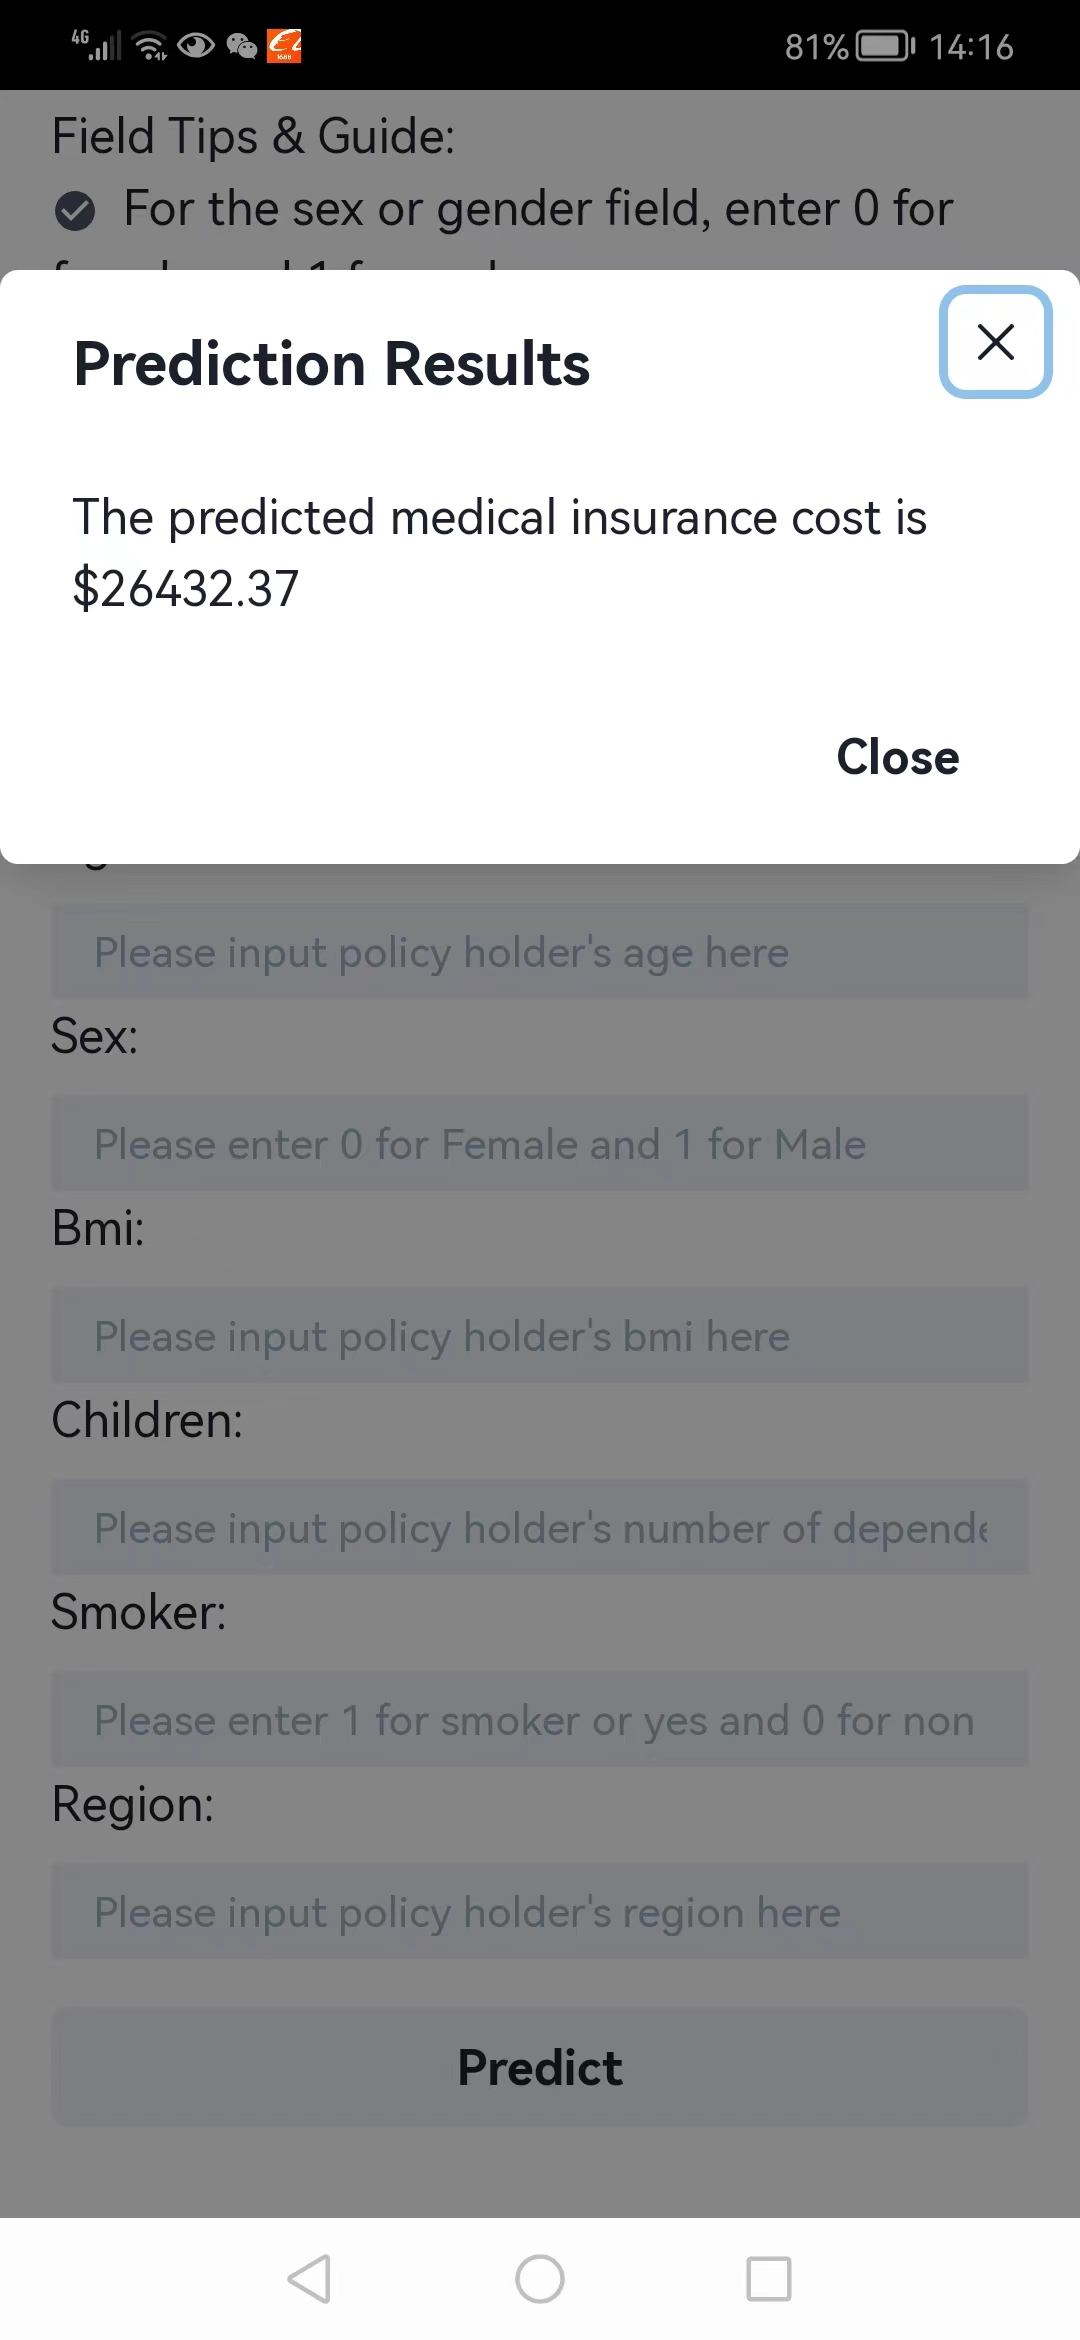 4G
81% 14:16
Field Tips & Guide:
For the sex or gender field, enter 0 for
Prediction Results
The predicted medical insurance cost is
$26432.37
Close
Please input policy holder's age here
Sex:
Please enter 0 for Female and 1 for Male
Bmi:
Please input policy holder's bmi here
Children:
Please input policy holder's number of depende
Smoker:
Please enter 1 for smoker or yes and 0 for non
Region:
Please input policy holder's region here
Predict